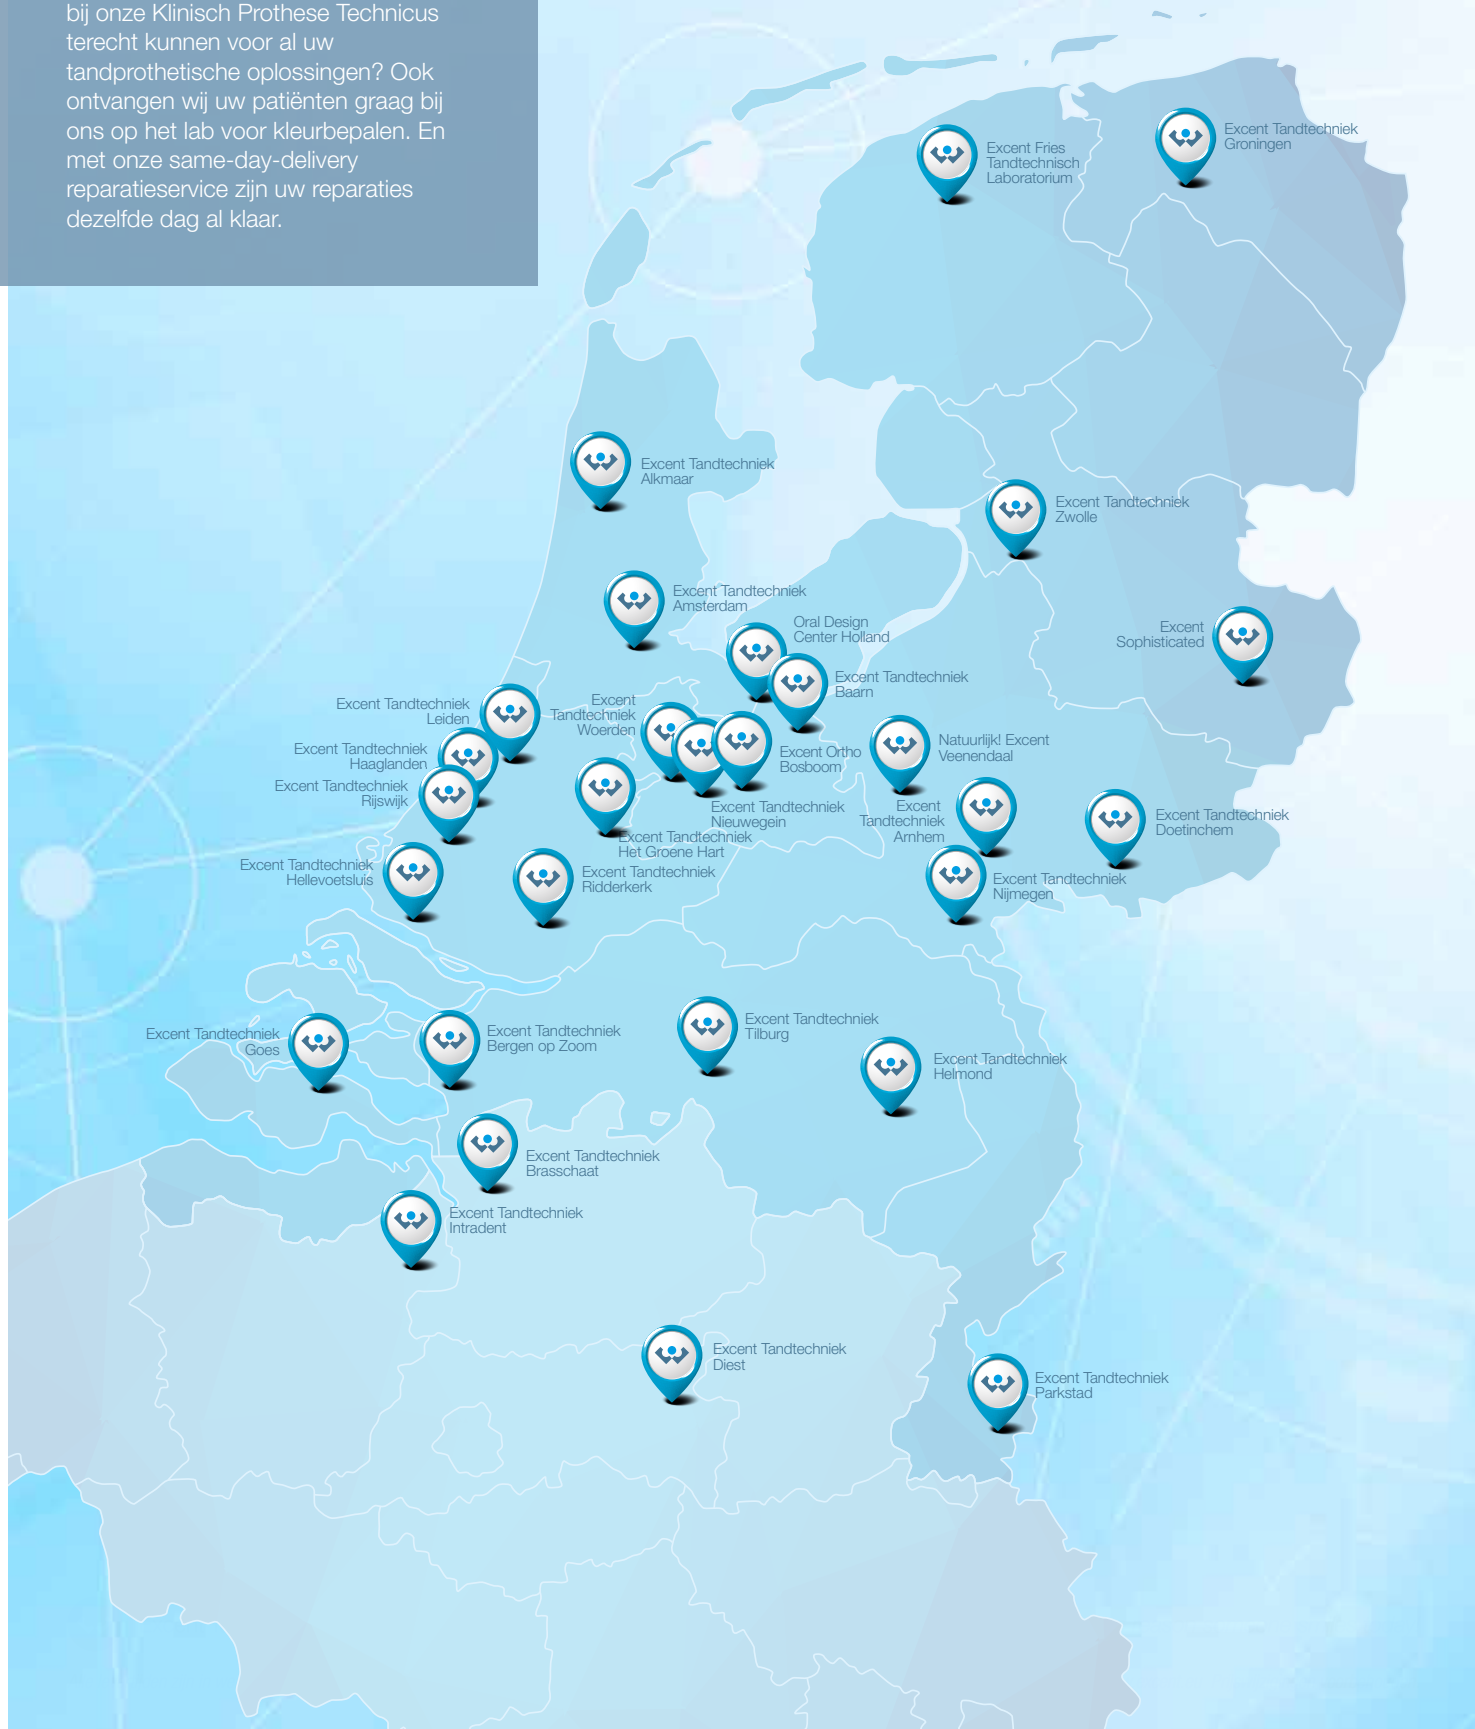 bij onze Klinisch Prothese Technicus
terecht kunnen voor al uw
tandprothetische oplossingen? Ook
ontvangen wij uw patiënten graag bij
ons op het lab voor kleurbepalen. En
met onze same-day-delivery
reparatieservice zijn uw reparaties
dezelfde dag al klaar.
Excent Fries
Tandtechnisch
Laboratorium
Excent Tandtechniek
Groningen
Excent Tandtechniek
Alkmaar
Excent Tandtechniek
Zwolle
Excent Tandtechniek
Amsterdam
Oral Design
Center Holland
Excent
Sophisticated
Excent Tandtechniek
Baarn
Excent Tandtechniek
Leiden
Excent
Tandtechniek
Woerden
Excent Tandtechniek
Haaglanden
Excent Ortho
Bosboom
Natuurlijk! Excent
Veenendaal
Excent Tandtechniek
Rijswijk
Excent Tandtechniek
Nieuwegein
Excent
Tandtechniek
Arnhem
Excent Tandtechniek
Doetinchem
Excent Tandtechniek
Het Groene Hart
Excent Tandtechniek
Hellevoetsluis
Excent Tandtechniek
Ridderkerk
Excent Tandtechniek
Nijmegen
Excent Tandtechniek
Goes
Excent Tandtechniek
Bergen op Zoom
Excent Tandtechniek
Tilburg
Excent Tandtechniek
Helmond
Excent Tandtechniek
Brasschaat
Excent Tandtechniek
Intradent
Excent Tandtechniek
Diest
Excent Tandtechniek
Parkstad